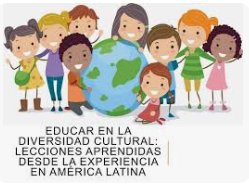 EDUCAR EN LA
DIVERSIDAD CULTURAL:
LECCIONES APRENDIDAS
DESDE LA EXPERIENCIA
EN AMÉRICA LATINA